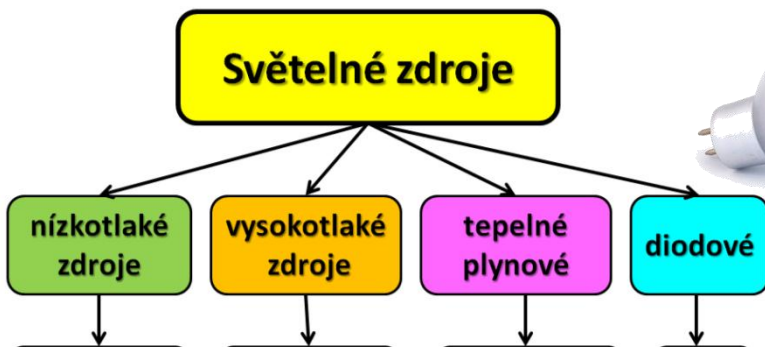 Světelné zdroje
nízkotlaké
zdroje
vysokotlaké
zdroje
tepelné
plynové
diodové